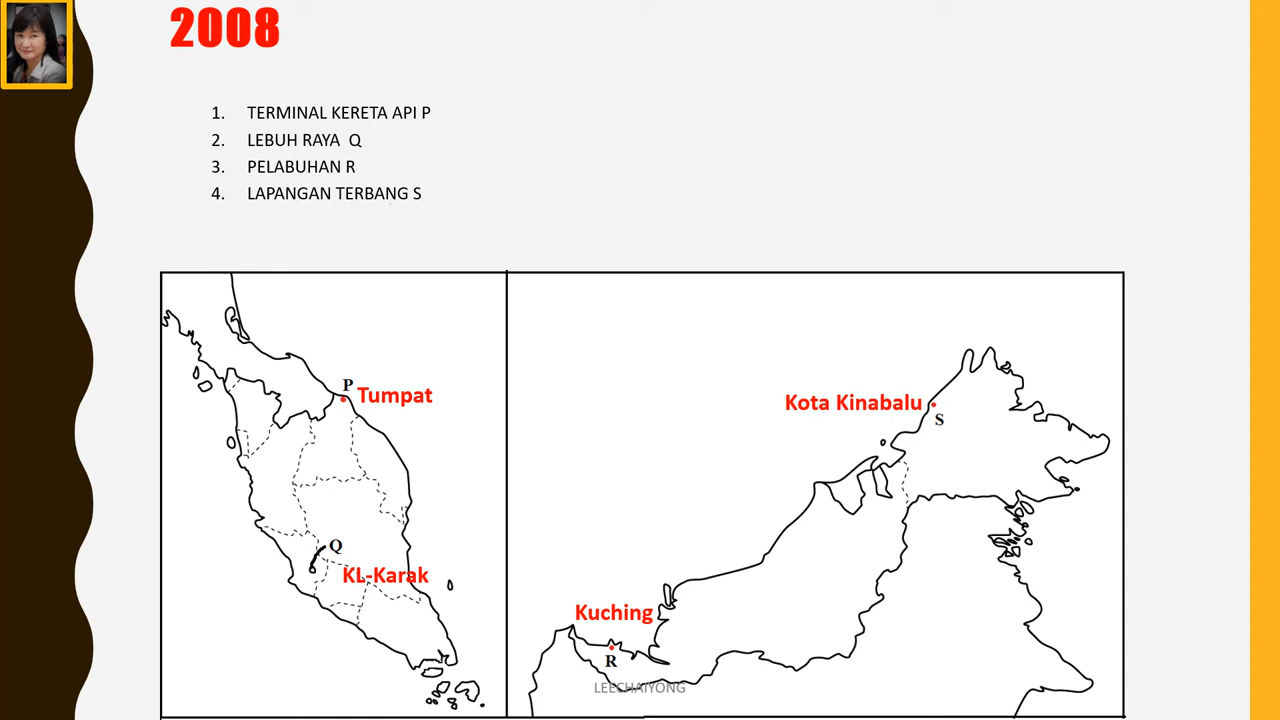 2008
1. TERMINAL KERETA API P
2. LEBUH RAYA Q
3. PELABUHAN R
4. LAPANGAN TERBANG S
P
Tumpat
Kota Kinabalu
S
Q
KL-Karak
Kuching
R
LEECHAIYONG